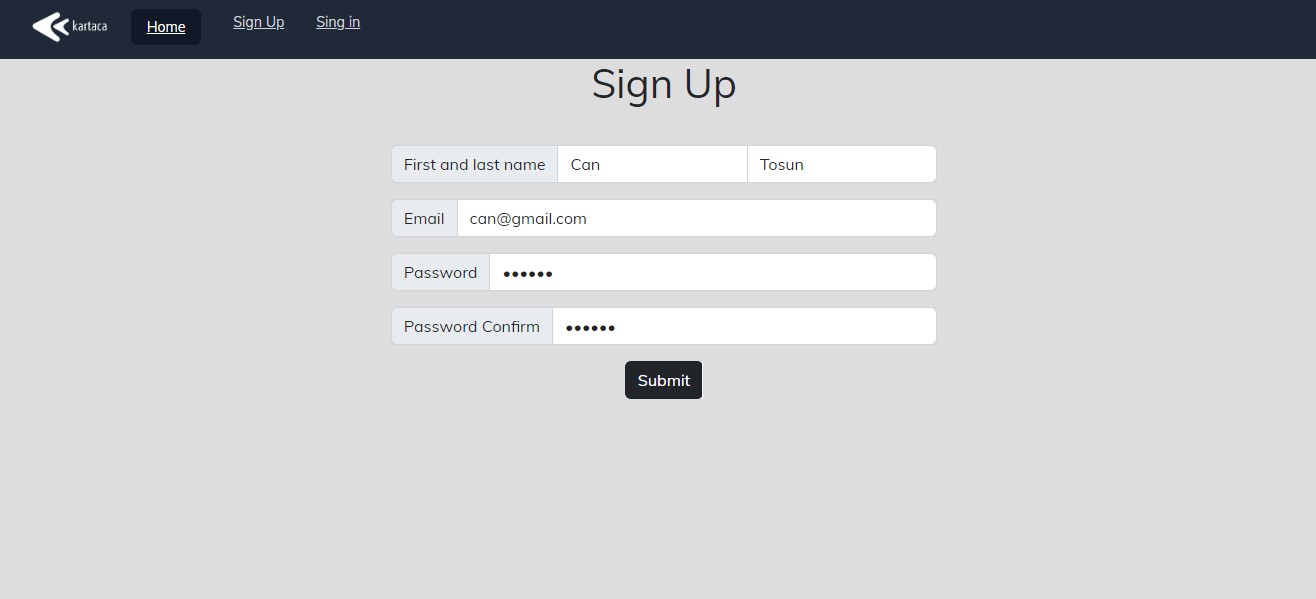 kartaca Home Sign Up Sing in
Sign Up
First and last name Can Tosun
Email can@gmail.com
Password ••••••
Password Confirm ••••••
Submit